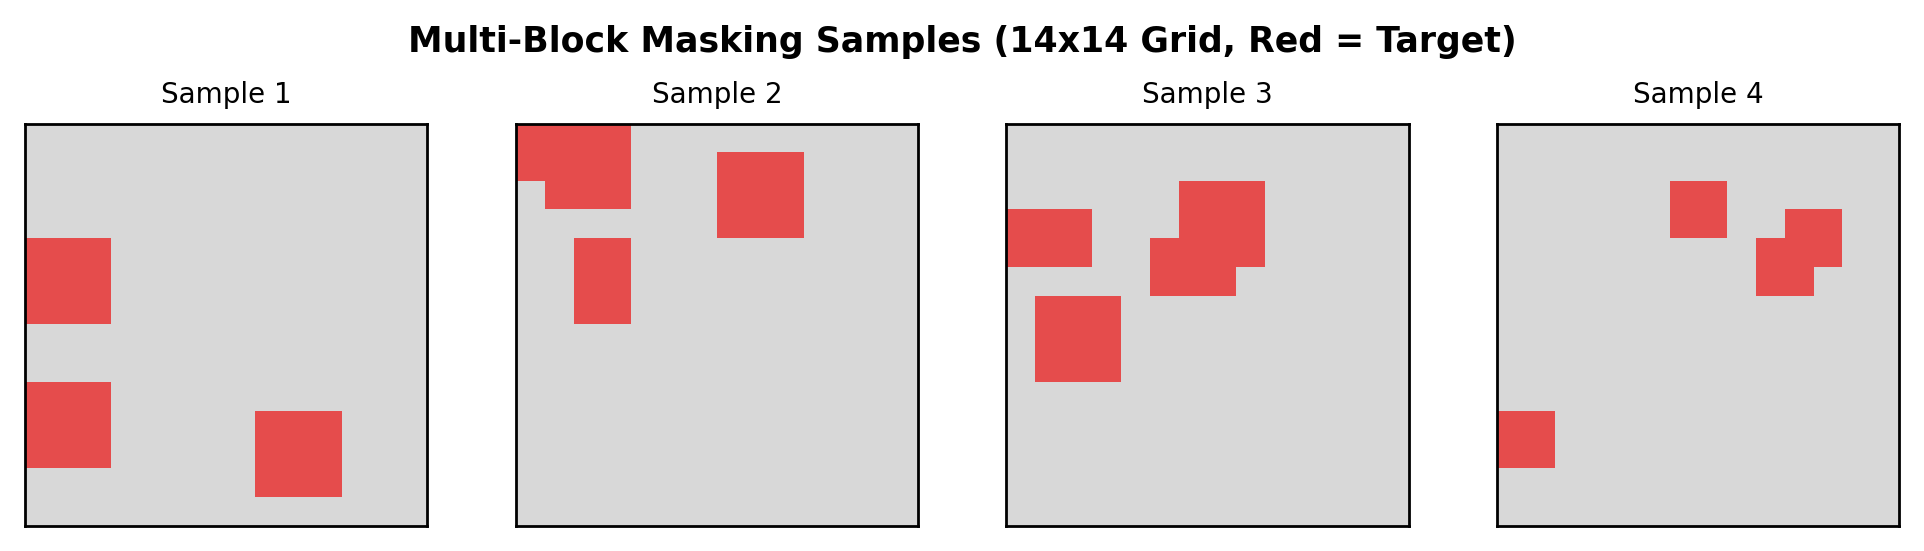 Multi-Block Masking Samples (14x14 Grid, Red = Target)
Sample 1
Sample 2
Sample 3
Sample 4